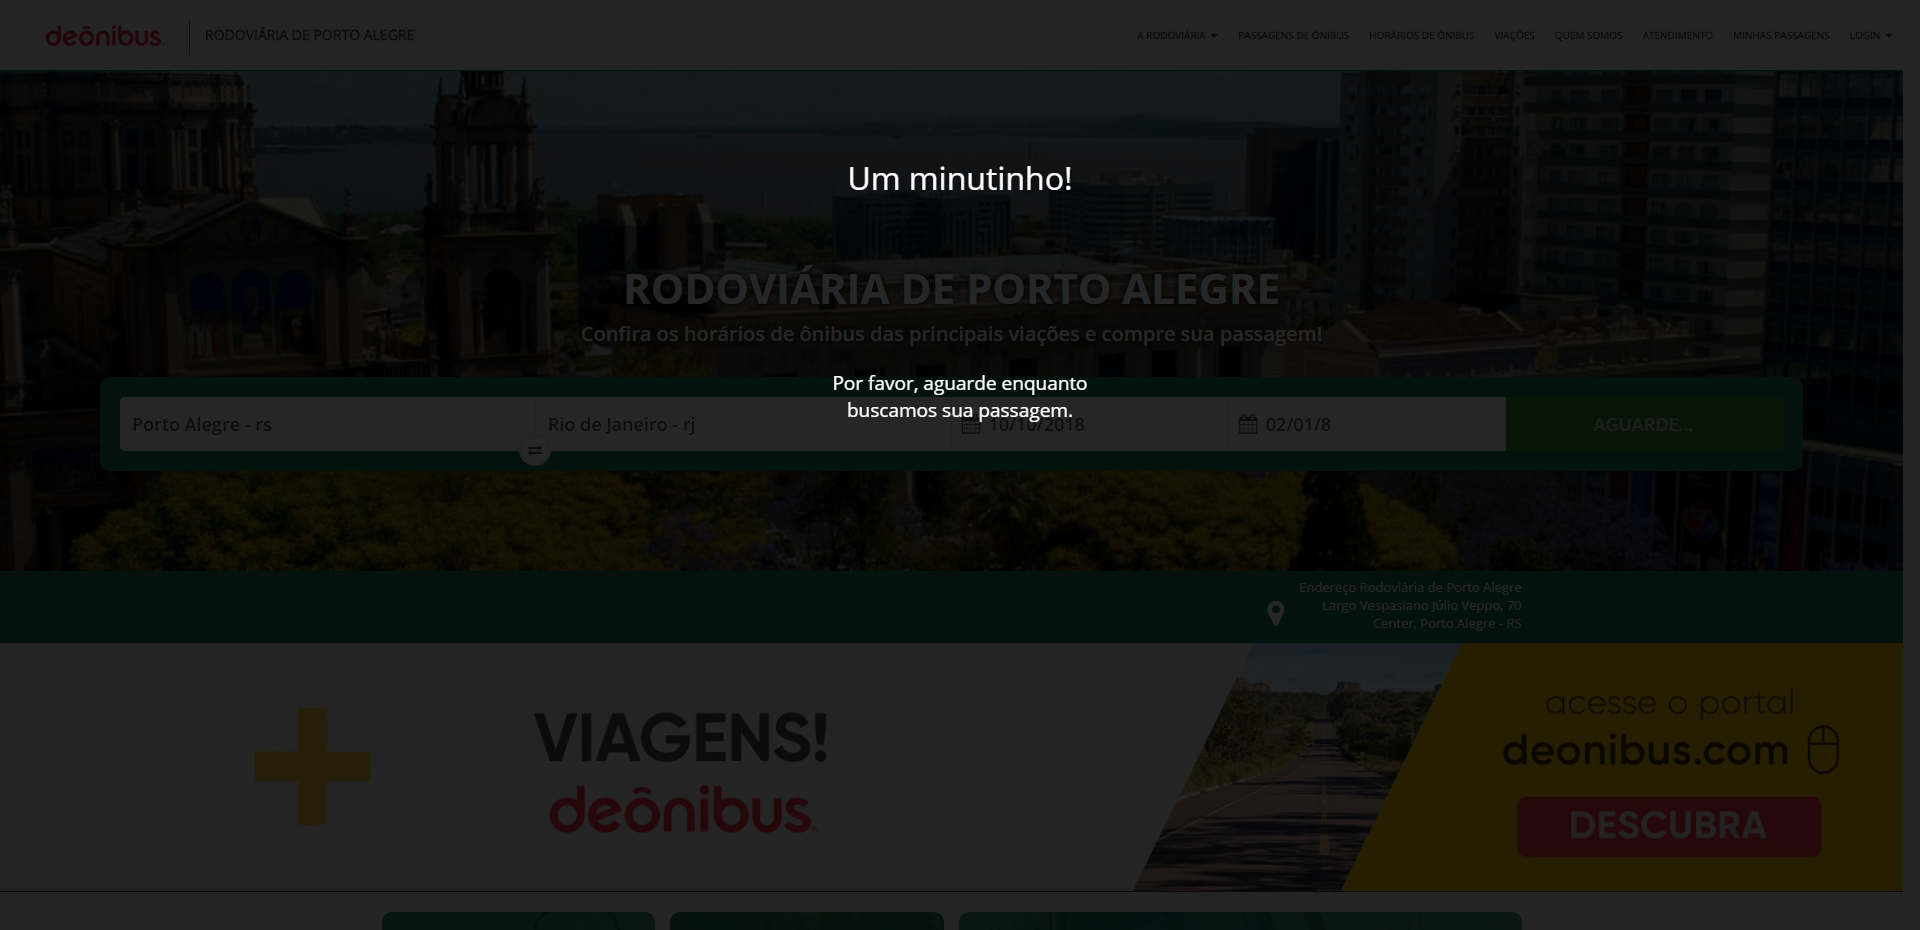 deônibus.
RODOVIÁRIA DE PORTO ALEGRE
A RODOVIÁRIA
PASSAGENS DE ÔNIBUS
HORÁRIOS DE ÔNIBUS
VIAÇÕES
QUEM SOMOS
ATENDIMENTO
MINHAS PASSAGENS
LOGIN
Um minutinho!
RODOVIÁRIA DE PORTO ALEGRE
Confira os horários de ônibus das principais viações e compre sua passagem!
Por favor, aguarde enquanto
buscamos sua passagem.
Porto Alegre - rs
Rio de Janeiro - rj
10/10/2018
02/01/8
AGUARDE...
Endereço Rodoviária de Porto Alegre
Largo Vespasiano Júlio Veppo, 70
Center, Porto Alegre - RS
VIAGENS!
deônibus.
acesse o portal
deonibus.com
DESCUBRA